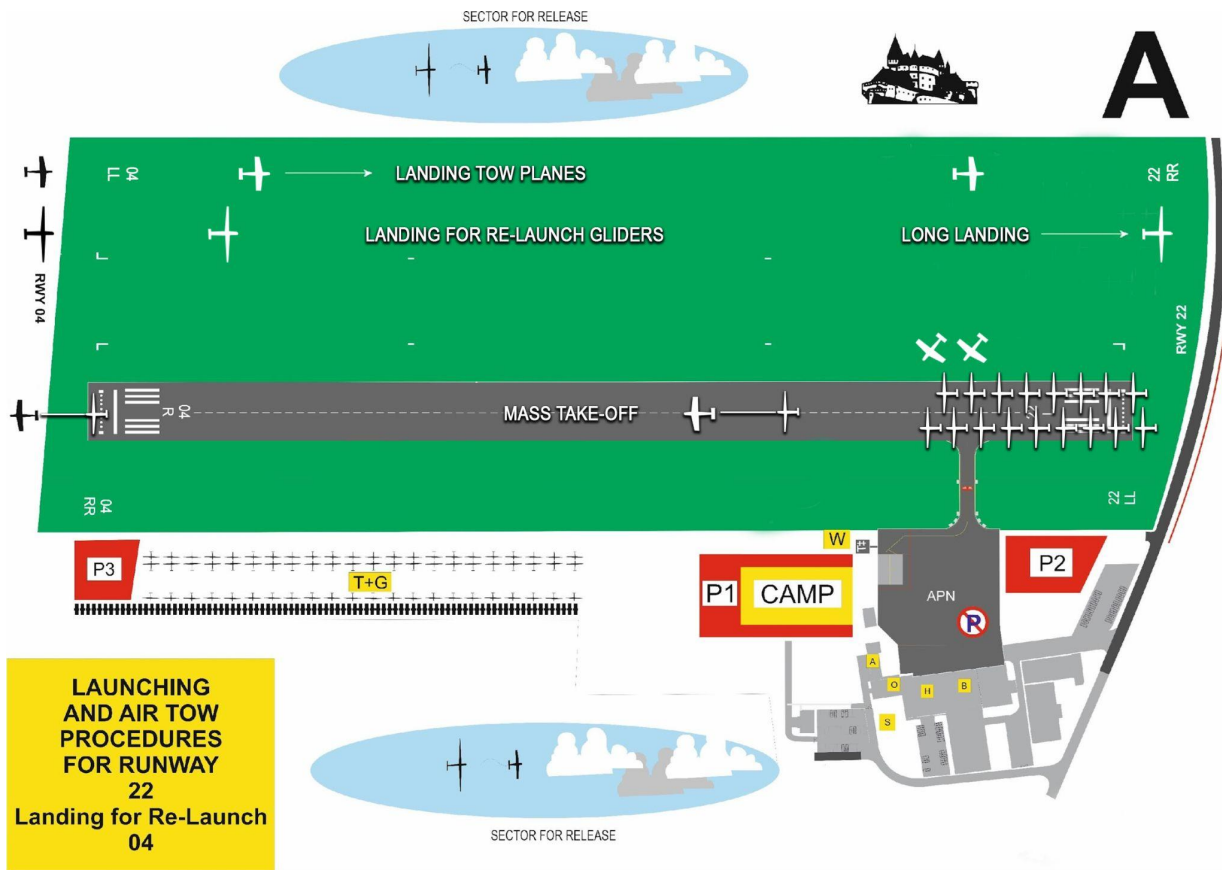 SECTOR FOR RELEASE
A
04
LL
LANDING TOW PLANES
22
RR
LANDING FOR RE-LAUNCH GLIDERS
LONG LANDING
RWY 04
RWY 22
04
R
MASS TAKE-OFF
22
04
RR
22
LL
P3
T+G
W
P1
CAMP
APN
P
P2
A
O
H
B
S
LAUNCHING
AND AIR TOW
PROCEDURES
FOR RUNWAY
22
Landing for Re-Launch
04
SECTOR FOR RELEASE